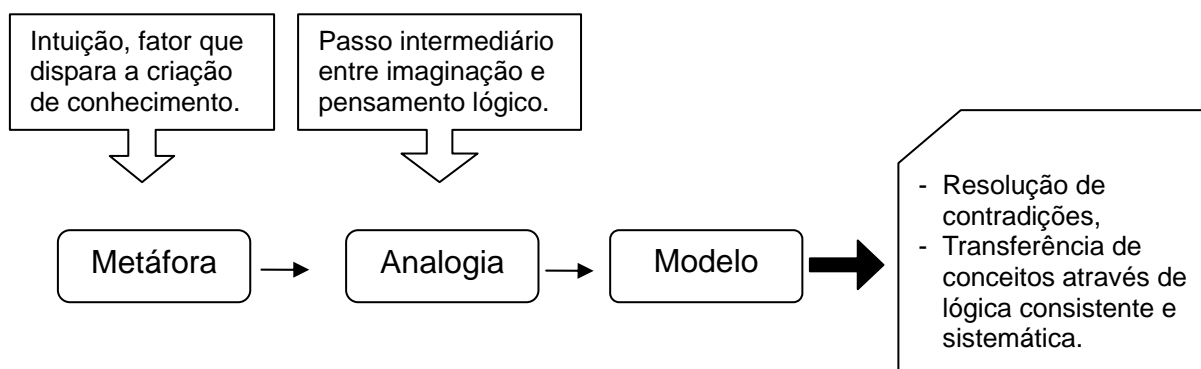 Intuição, fator que
dispara a criação
de conhecimento.
Passo intermediário
entre imaginação e
pensamento lógico.
Metáfora
Analogia
Modelo
- Resolução de
contradições,
- Transferência de
conceitos através de
lógica consistente e
sistemática.